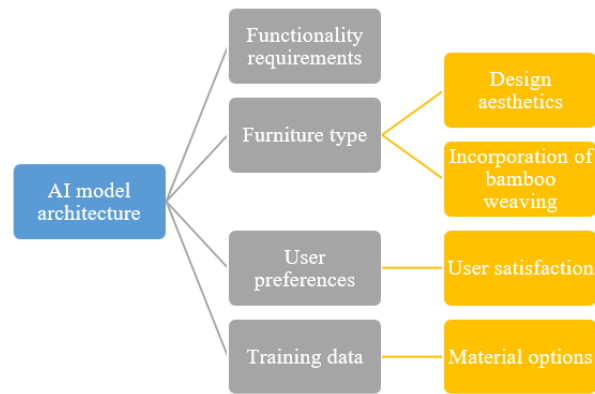 AI model
architecture
Functionality
requirements
Furniture type
User
preferences
Training data
Design
aesthetics
Incorporation of
bamboo
weaving
User satisfaction
Material options